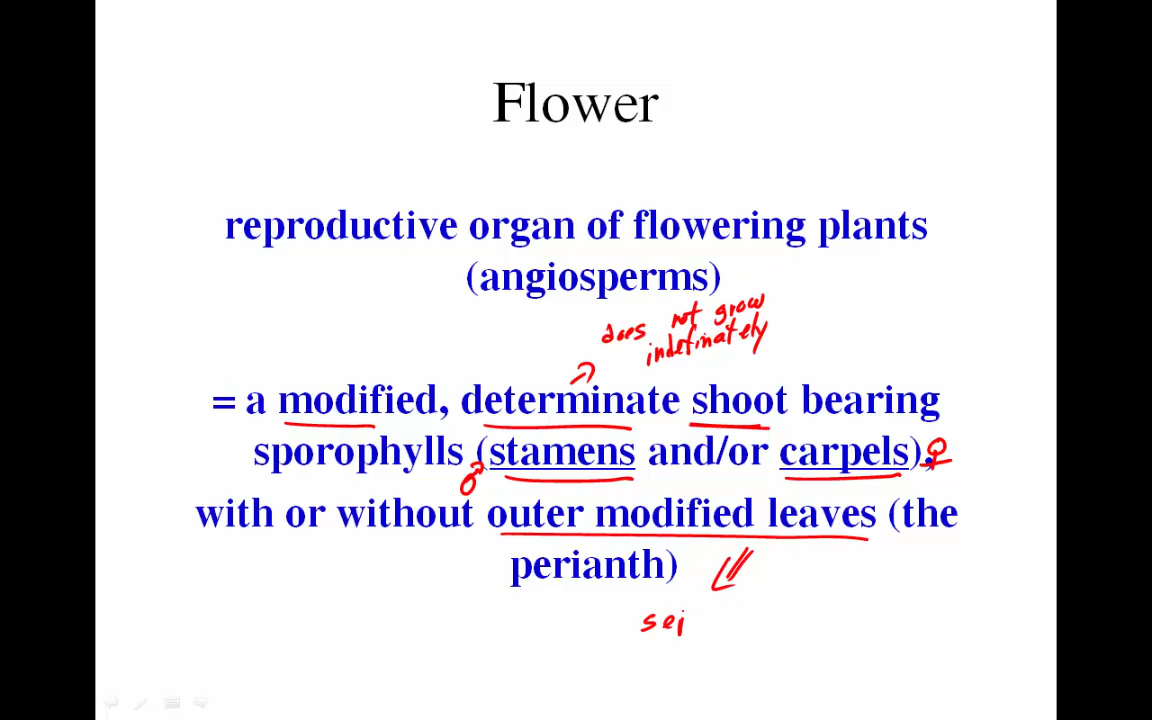 Flower
reproductive organ of flowering plants
(angiosperms)
does not grow
indefinately
= a modified, determinate shoot bearing
sporophylls (stamens and/or carpels), ♀
♂
with or without outer modified leaves (the
perianth)